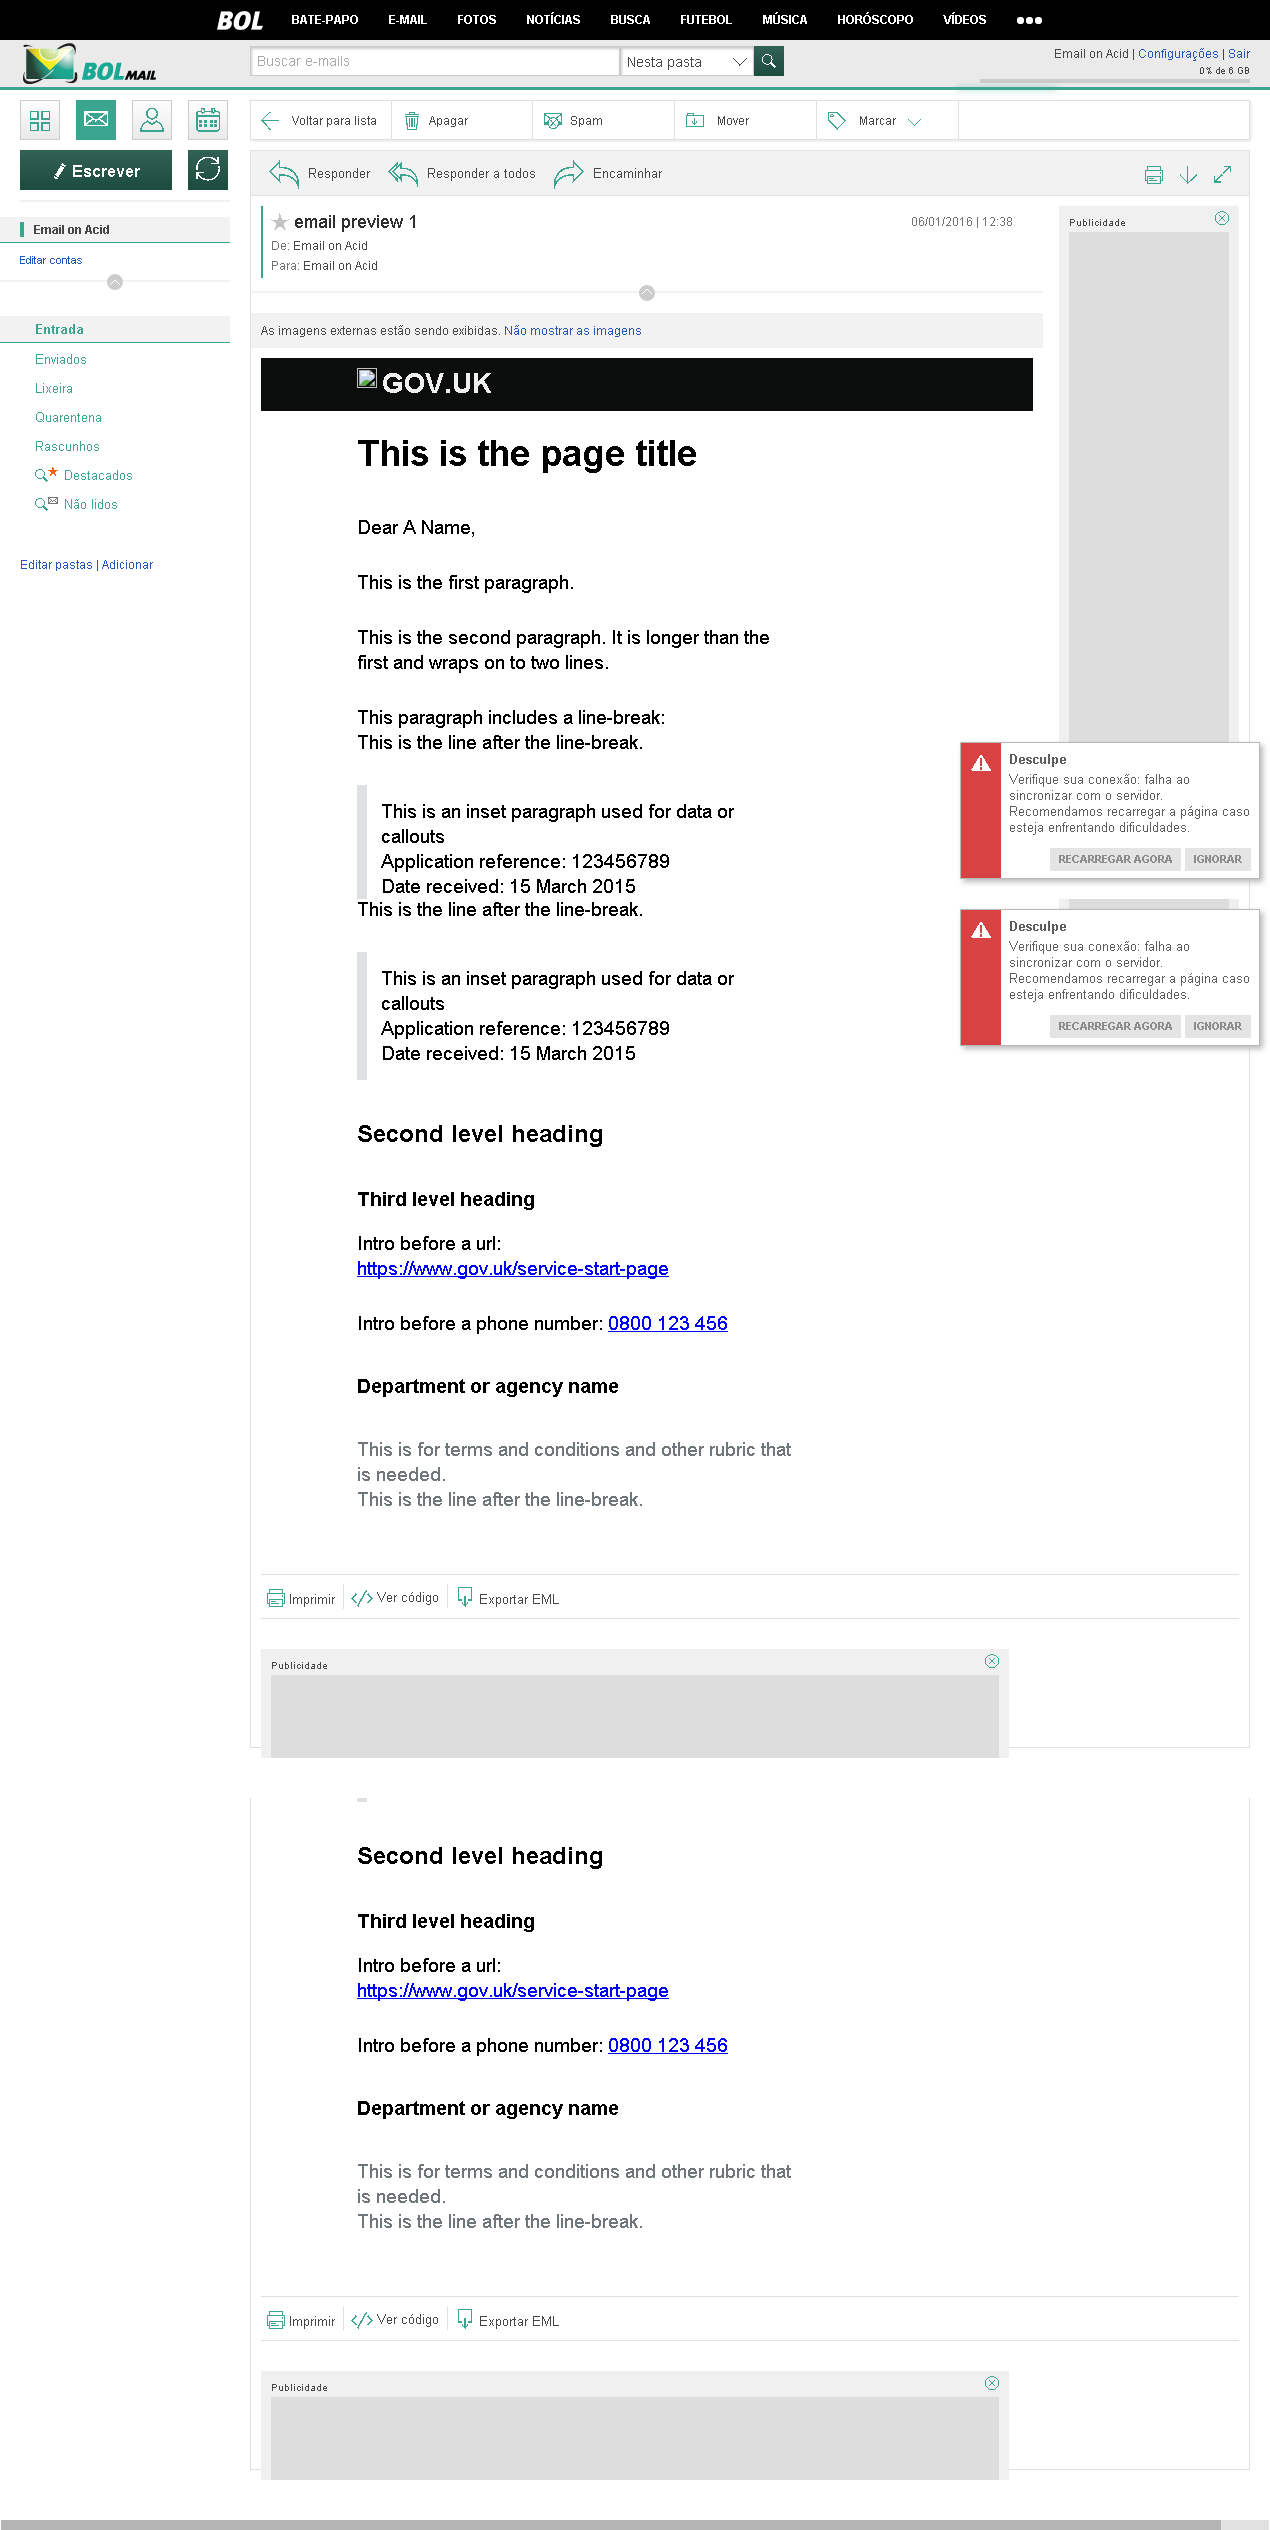 BOL BATE-PAPO E-MAIL FOTOS NOTÍCIAS BUSCA FUTEBOL MÚSICA HORÓSCOPO VÍDEOS
BOL MAIL Buscar e-mails Nesta pasta Email on Acid | Configurações | Sair
0% de 6 GB
Voltar para lista Apagar Spam Mover Marcar
Escrever
Responder Responder a todos Encaminhar
Email on Acid
Editar contas
Entrada
Enviados
Lixeira
Quarentena
Rascunhos
Destacados
Não lidos
Editar pastas | Adicionar
email preview 1 06/01/2016 | 12:38
De: Email on Acid
Para: Email on Acid
Publicidade
As imagens externas estão sendo exibidas. Não mostrar as imagens
GOV.UK
This is the page title
Dear A Name,
This is the first paragraph.
This is the second paragraph. It is longer than the
first and wraps on to two lines.
This paragraph includes a line-break:
This is the line after the line-break.
This is an inset paragraph used for data or
callouts
Application reference: 123456789
Date received: 15 March 2015
This is the line after the line-break.
This is an inset paragraph used for data or
callouts
Application reference: 123456789
Date received: 15 March 2015
Desculpe
Verifique sua conexão: falha ao
sincronizar com o servidor.
Recomendamos recarregar a página caso
esteja enfrentando dificuldades.
RECARREGAR AGORA IGNORAR
Desculpe
Verifique sua conexão: falha ao
sincronizar com o servidor.
Recomendamos recarregar a página caso
esteja enfrentando dificuldades.
RECARREGAR AGORA IGNORAR
Second level heading
Third level heading
Intro before a url:
https://www.gov.uk/service-start-page
Intro before a phone number: 0800 123 456
Department or agency name
This is for terms and conditions and other rubric that
is needed.
This is the line after the line-break.
Imprimir Ver código Exportar EML
Publicidade
Second level heading
Third level heading
Intro before a url:
https://www.gov.uk/service-start-page
Intro before a phone number: 0800 123 456
Department or agency name
This is for terms and conditions and other rubric that
is needed.
This is the line after the line-break.
Imprimir Ver código Exportar EML
Publicidade